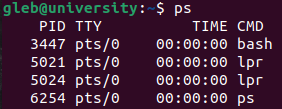 gleb@university:~$ ps
    PID TTY          TIME CMD
   3447 pts/0    00:00:00 bash
   5021 pts/0    00:00:00 lpr
   5024 pts/0    00:00:00 lpr
   6254 pts/0    00:00:00 ps